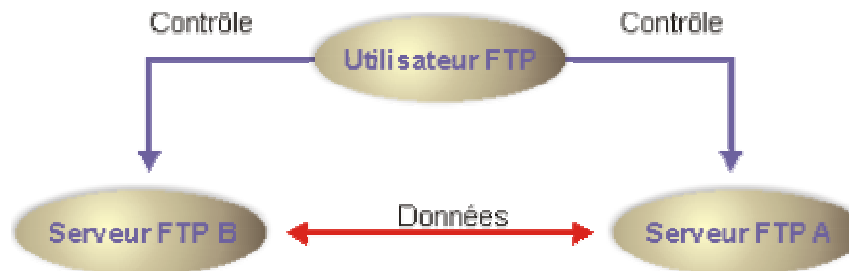 Contrôle
Contrôle
Utilisateur FTP
Données
Serveur FTP B
Serveur FTP A